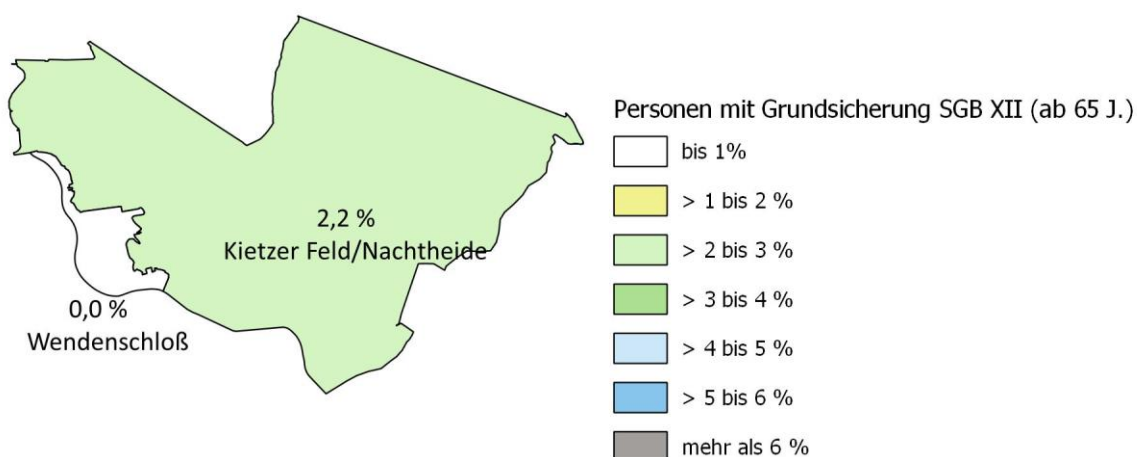 2,2 %
Kietzer Feld/Nachtheide
0,0 %
Wendenschloß
Personen mit Grundsicherung SGB XII (ab 65 J.)
bis 1%
> 1 bis 2 %
> 2 bis 3 %
> 3 bis 4 %
> 4 bis 5 %
> 5 bis 6 %
mehr als 6 %